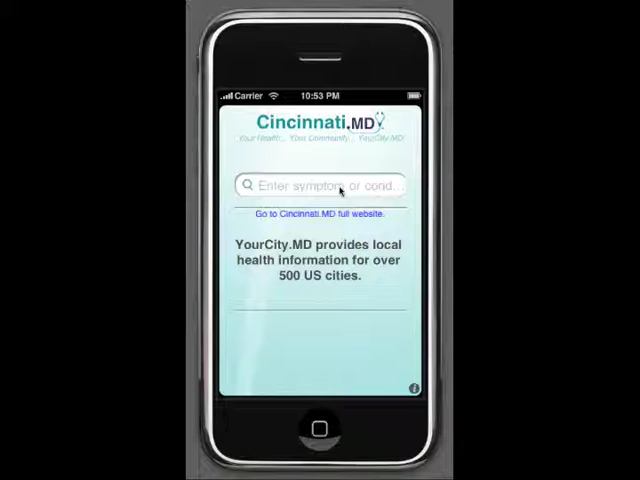 Carrier 10:53 PM
Cincinnati.MD
Your Health... Your Community... YourCity.MD
Enter symptom or cond...
Go to Cincinnati.MD full website.
YourCity.MD provides local
health information for over
500 US cities.